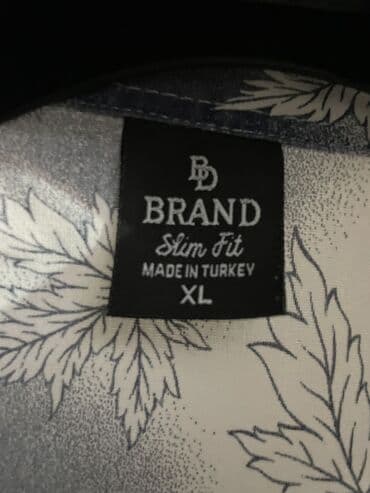 BD
BRAND
Slim Fit
MADE IN TURKEY
XL